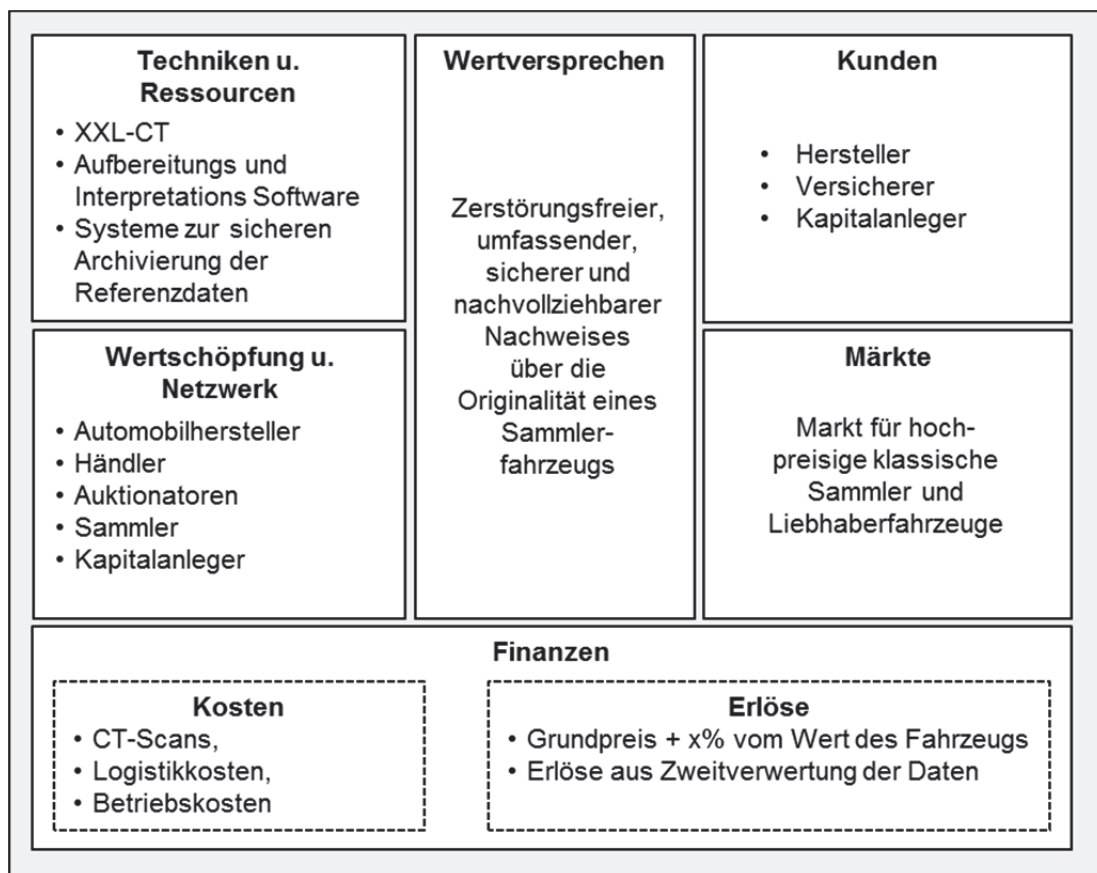 Techniken u.
Ressourcen
• XXL-CT
• Aufbereitungs und
Interpretations Software
• Systeme zur sicheren
Archivierung der
Referenzdaten
Wertschöpfung u.
Netzwerk
• Automobilhersteller
• Händler
• Auktionatoren
• Sammler
• Kapitalanleger
Wertversprechen
Zerstörungsfreier,
umfassender,
sicherer und
nachvollziehbarer
Nachweises
über die
Originalität eines
Sammler-
fahrzeugs
Kunden
• Hersteller
• Versicherer
• Kapitalanleger
Märkte
Markt für hoch-
preisige klassische
Sammler und
Liebhaberfahrzeuge
Finanzen
Kosten
• CT-Scans,
• Logistikkosten,
• Betriebskosten
Erlöse
• Grundpreis + x% vom Wert des Fahrzeugs
• Erlöse aus Zweitverwertung der Daten